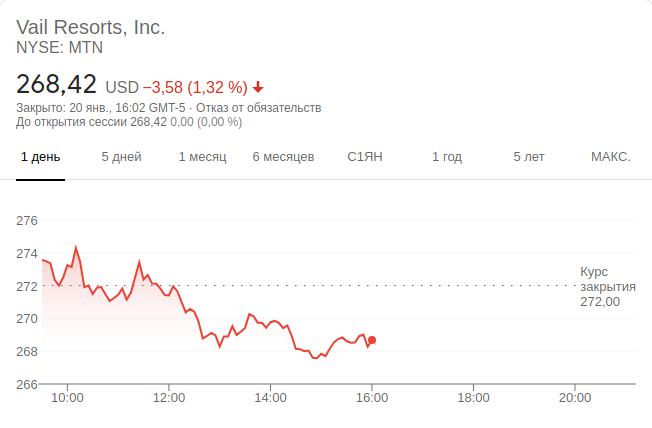 Vail Resorts, Inc.
NYSE: MTN
268,42 USD −3,58 (1,32 %)
Закрыто: 20 янв., 16:02 GMT-5 · Отказ от обязательств
До открытия сессии 268,42 0,00 (0,00 %)
1 день 5 дней 1 месяц 6 месяцев С1ЯН 1 год 5 лет МАКС.
276
274
272
270
268
266
Курс
закрытия
272,00
10:00 12:00 14:00 16:00 18:00 20:00